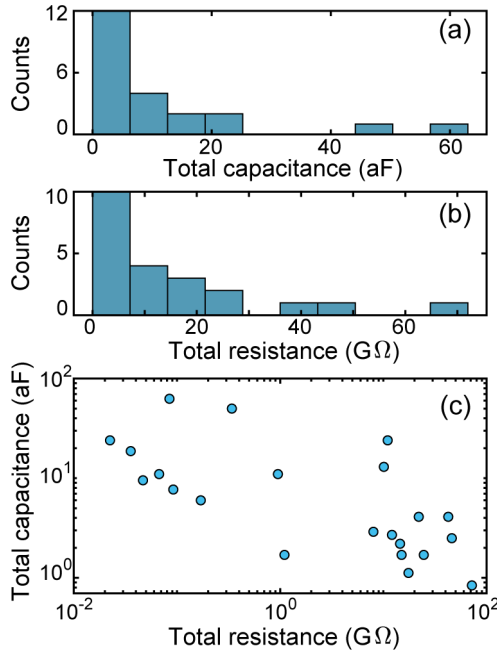 (a)
Counts
12
6
0
0 20 40 60
Total capacitance (aF)
(b)
Counts
10
5
0
0 20 40 60
Total resistance (GΩ)
(c)
Total capacitance (aF)
10²
10¹
10⁰
10⁻² 10⁰ 10²
Total resistance (GΩ)